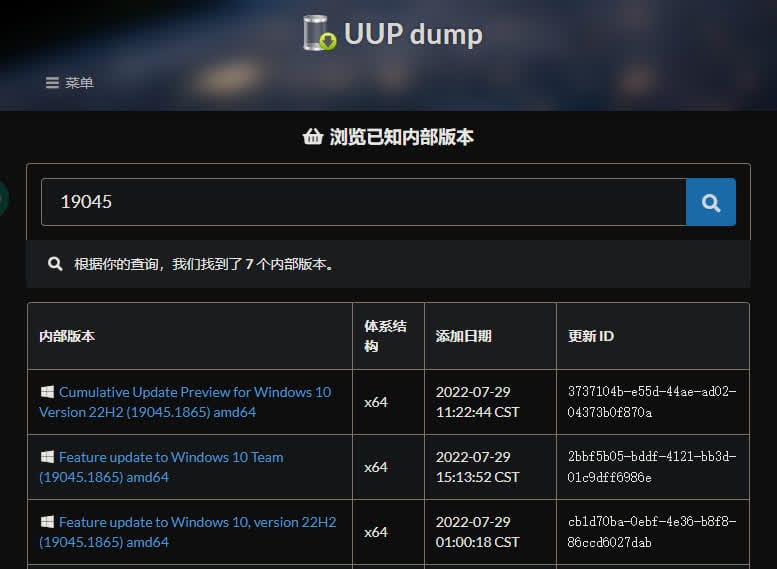 UUP dump
菜单
浏览已知内部版本
19045
根据你的查询，我们找到了 7 个内部版本。
内部版本
体系结
构
添加日期
更新 ID
Cumulative Update Preview for Windows 10
Version 22H2 (19045.1865) amd64
x64
2022-07-29
11:22:44 CST
3737104b-e55d-44ae-ad02-
04373b0f870a
Feature update to Windows 10 Team
(19045.1865) amd64
x64
2022-07-29
15:13:52 CST
2bbf5b05-bddf-4121-bb3d-
01c9dff6986e
Feature update to Windows 10, version 22H2
(19045.1865) amd64
x64
2022-07-29
01:00:18 CST
cb1d70ba-0ebf-4e36-b8f8-
86ccd6027dab